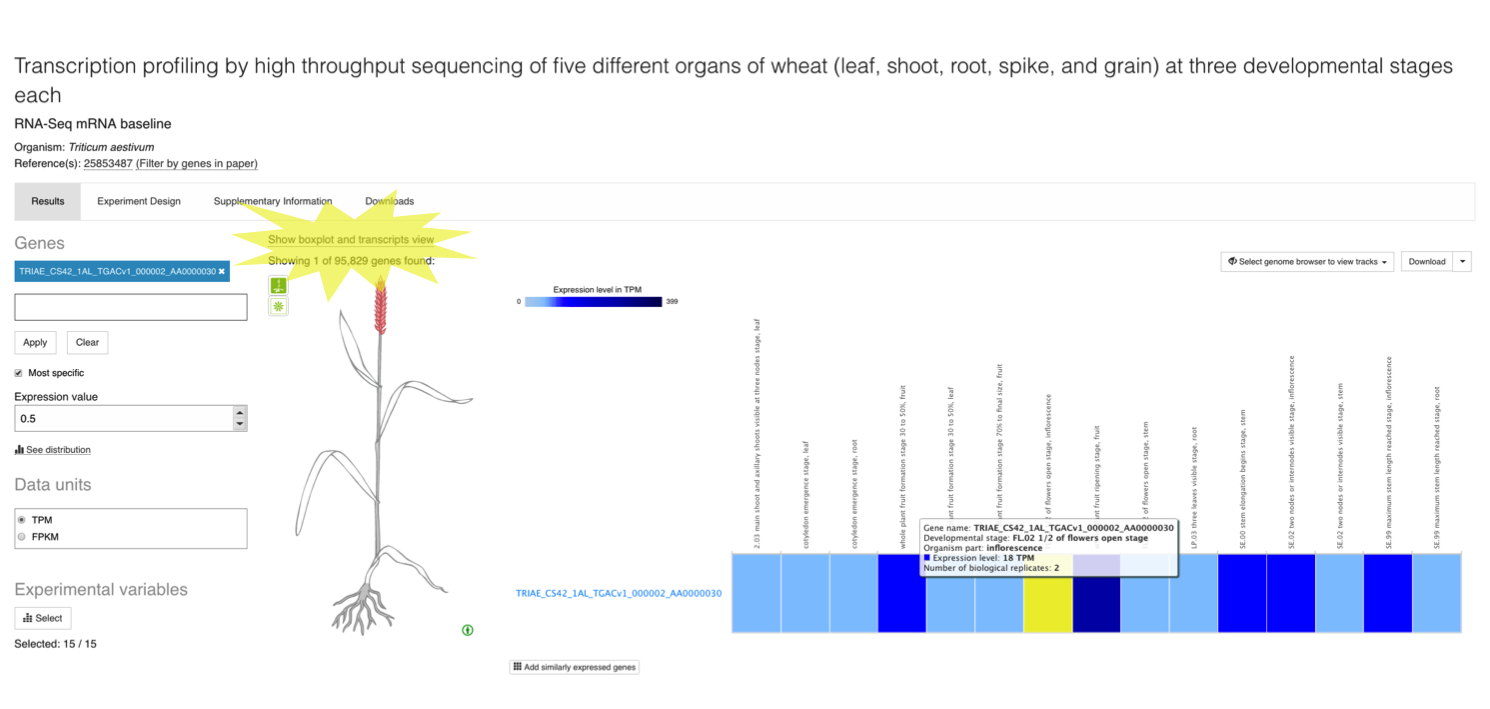 Transcription profiling by high throughput sequencing of five different organs of wheat (leaf, shoot, root, spike, and grain) at three developmental stages
each
RNA-Seq mRNA baseline
Organism: Triticum aestivum
Reference(s): 25853487 (Filter by genes in paper)
Results
Experiment Design
Supplementary Information
Downloads
Genes
TRIAE_CS42_1AL_TGACv1_000002_AA0000030 ✖
Apply
Clear
Most specific
Expression value
0.5
See distribution
Data units
TPM
FPKM
Experimental variables
Select
Selected: 15 / 15
Show boxplot and transcripts view
Showing 1 of 95,829 genes found:
Select genome browser to view tracks
Download
Expression level in TPM
0
399
2.03 main shoot and axillary shoots visible at three nodes stage, leaf
cotyledon emergence stage, leaf
cotyledon emergence stage, root
whole plant fruit formation stage 30 to 50%, fruit
nt fruit formation stage 30 to 50%, leaf
nt fruit formation stage 70% to final size, fruit
2 of flowers open stage, inflorescence
fruit ripening stage, fruit
2 of flowers open stage, stem
LP.03 three leaves visible stage, root
SE.00 stem elongation begins stage, stem
SE.02 two nodes or internodes visible stage, inflorescence
SE.02 two nodes or internodes visible stage, stem
SE.99 maximum stem length reached stage, inflorescence
SE.99 maximum stem length reached stage, root
Gene name: TRIAE_CS42_1AL_TGACv1_000002_AA0000030
Developmental stage: FL.02 1/2 of flowers open stage
Organism part: inflorescence
Expression level: 18 TPM
Number of biological replicates: 2
TRIAE_CS42_1AL_TGACv1_000002_AA0000030
Add similarly expressed genes